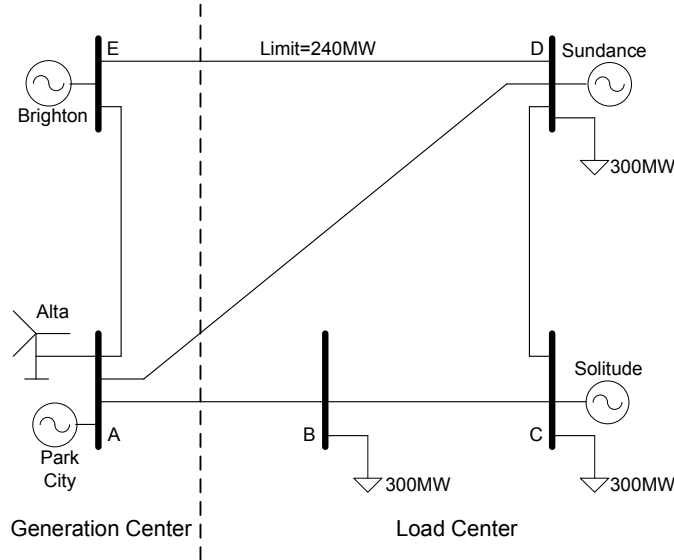 E
Limit=240MW
D
Sundance
Brighton
300MW
Alta
Solitude
A
B
C
Park
City
300MW
300MW
Generation Center
Load Center